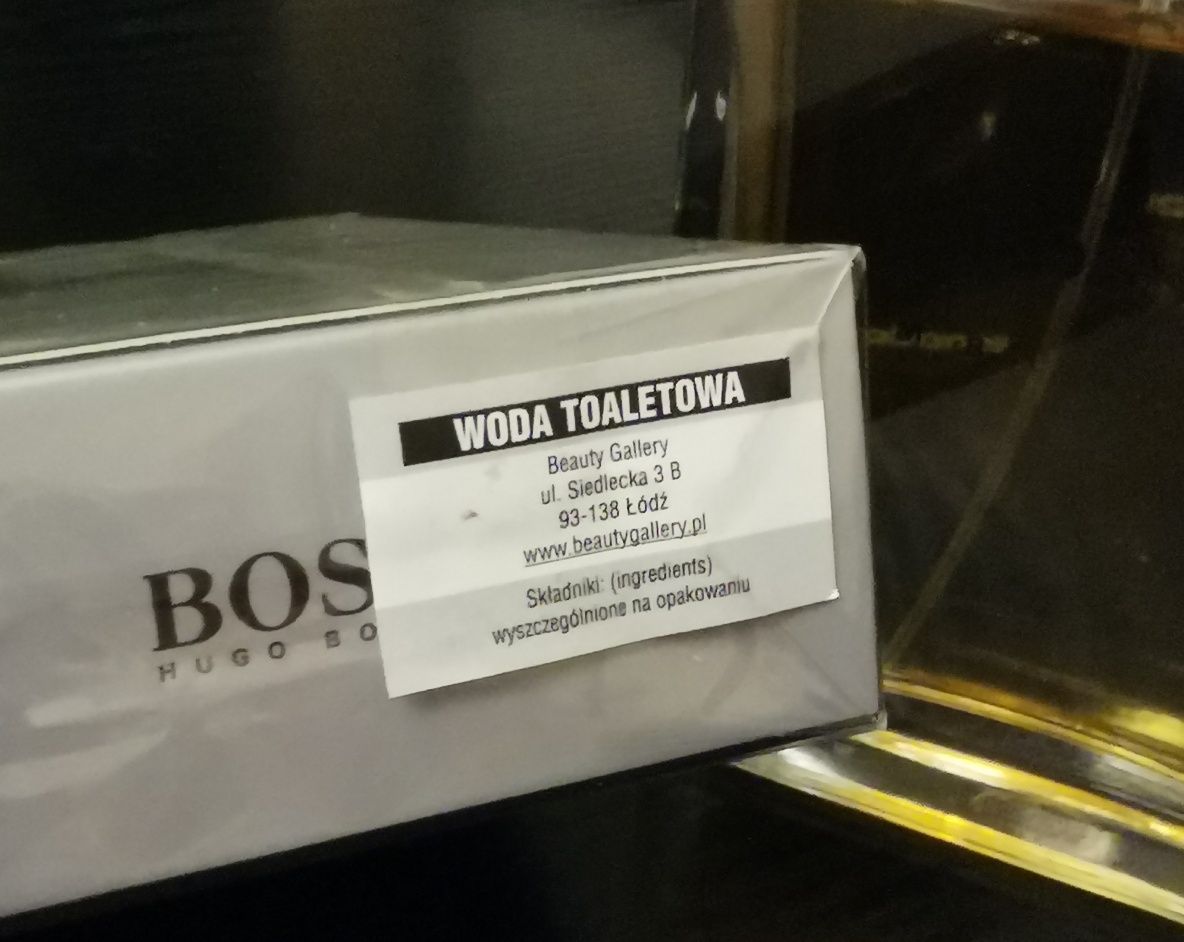 WODA TOALETOWA
Beauty Gallery
ul. Siedlecka 3 B
93-138 Łódź
www.beautygallery.pl
Składniki: (ingredients)
wyszczególnione na opakowaniu
BOS
HUGO BO